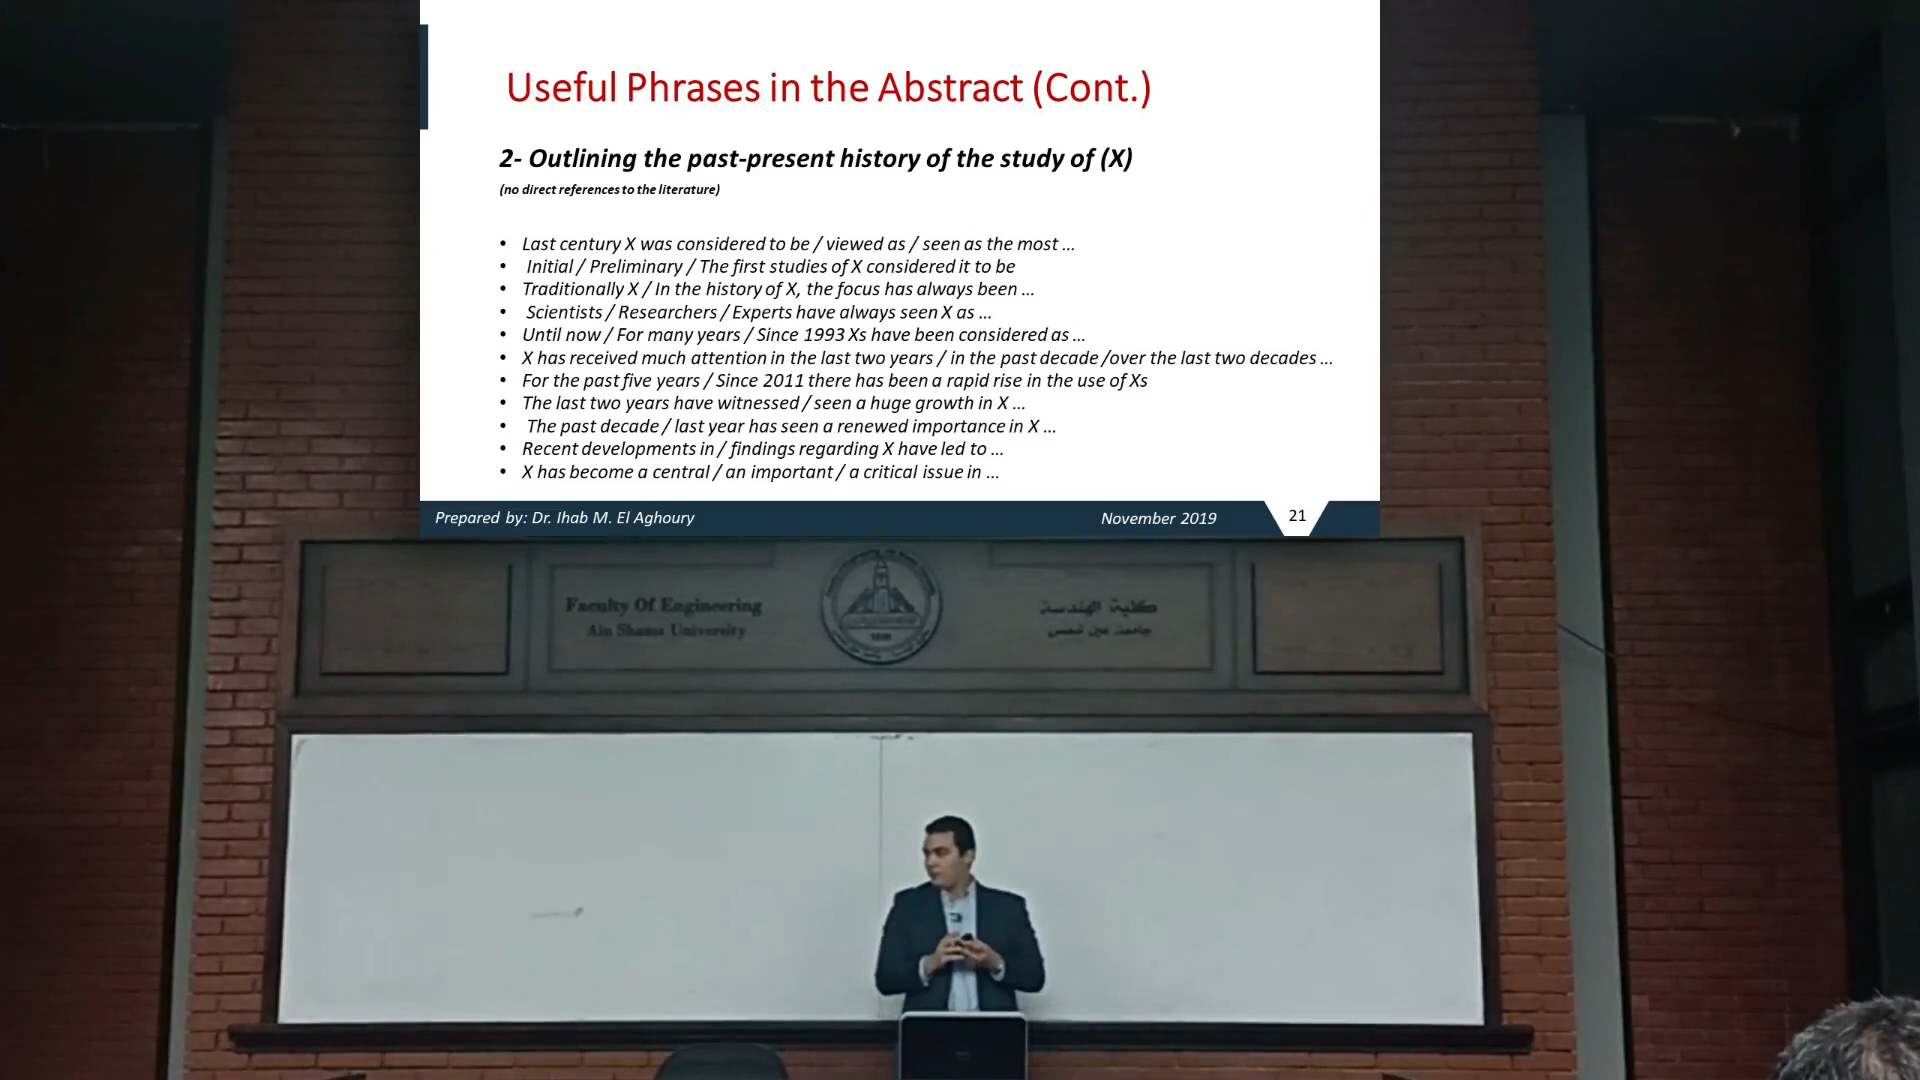 Useful Phrases in the Abstract (Cont.)
2- Outlining the past-present history of the study of (X)
(no direct references to the literature)
• Last century X was considered to be / viewed as / seen as the most ...
• Initial / Preliminary / The first studies of X considered it to be
• Traditionally X / In the history of X, the focus has always been ...
• Scientists / Researchers / Experts have always seen X as ...
• Until now / For many years / Since 1993 Xs have been considered as ...
• X has received much attention in the last two years / in the past decade /over the last two decades ...
• For the past five years / Since 2011 there has been a rapid rise in the use of Xs
• The last two years have witnessed / seen a huge growth in X ...
• The past decade / last year has seen a renewed importance in X ...
• Recent developments in / findings regarding X have led to ...
• X has become a central / an important / a critical issue in ...
Prepared by: Dr. Ihab M. El Aghoury
November 2019
21
Faculty Of Engineering
Ain Shams University
كلية الهندسة
جامعة عين شمس